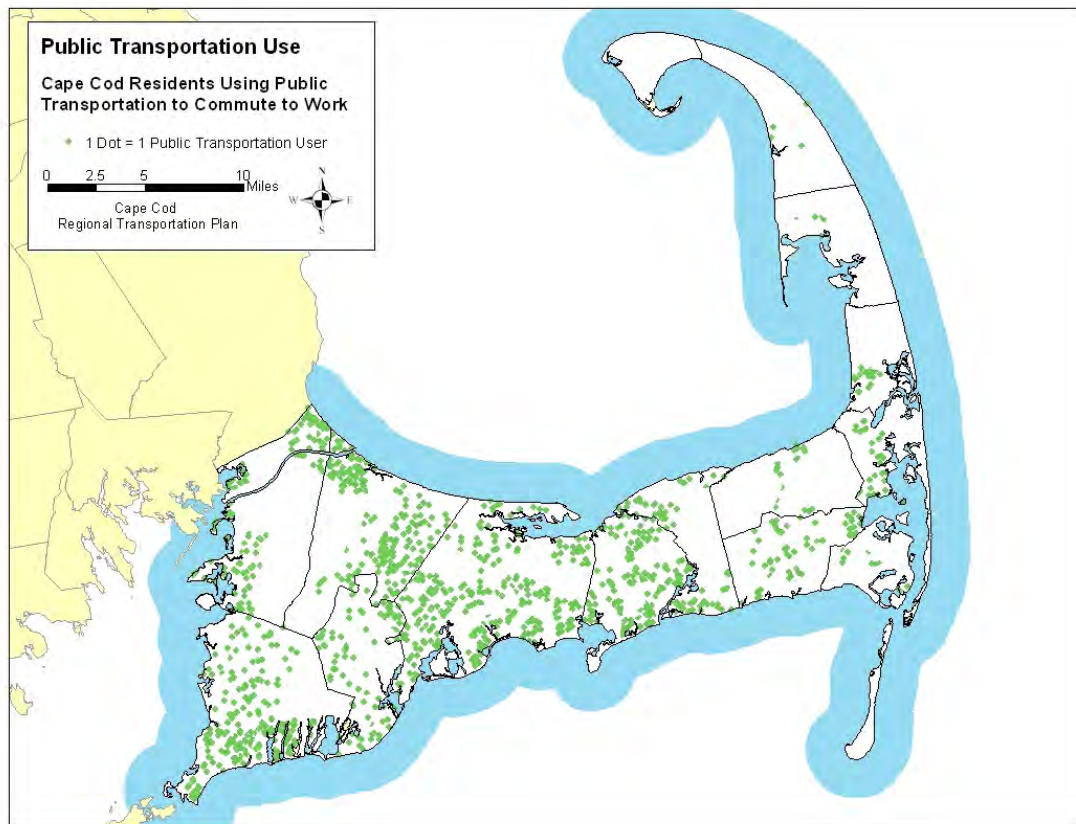 Public Transportation Use
Cape Cod Residents Using Public
Transportation to Commute to Work
1 Dot = 1 Public Transportation User
0 2.5 5 10
Miles
Cape Cod
Regional Transportation Plan
N
W E
S